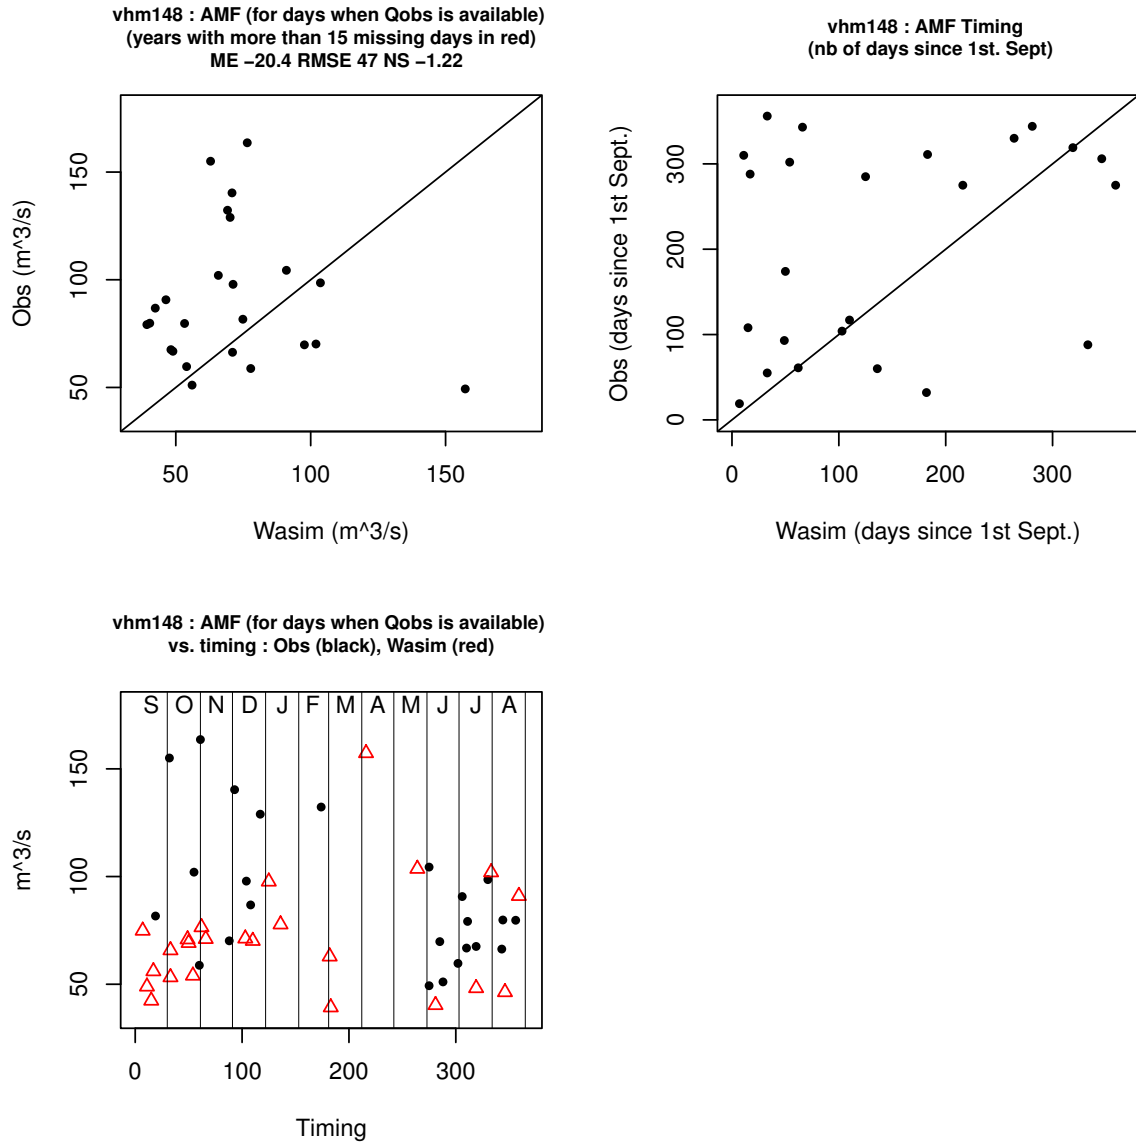 vhm148 : AMF (for days when Qobs is available)
(years with more than 15 missing days in red)
ME −20.4 RMSE 47 NS −1.22
Obs (m^3/s)
150
100
50
50 100 150
Wasim (m^3/s)
vhm148 : AMF Timing
(nb of days since 1st. Sept)
Obs (days since 1st Sept.)
300
200
100
0
0 100 200 300
Wasim (days since 1st Sept.)
vhm148 : AMF (for days when Qobs is available)
vs. timing : Obs (black), Wasim (red)
S O N D J F M A M J J A
m^3/s
150
100
50
0 100 200 300
Timing